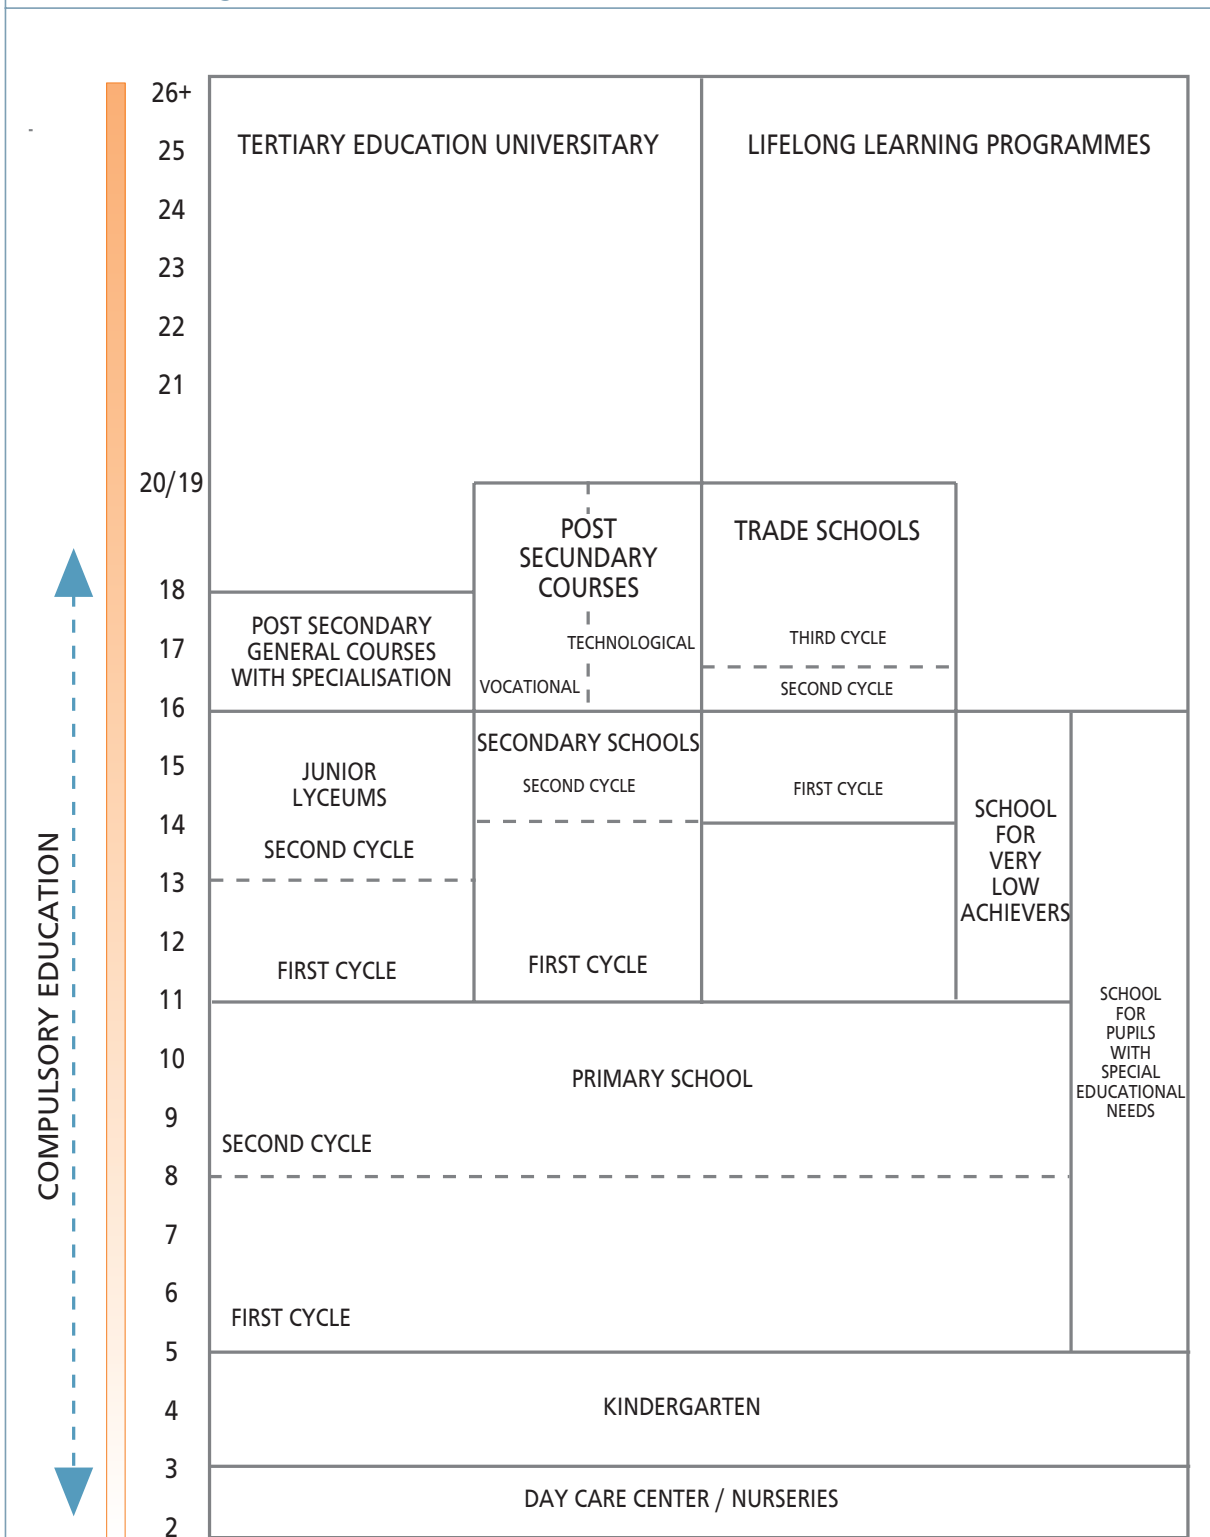 26+
25
24
23
22
21
20/19
18
17
16
15
14
13
12
11
10
9
8
7
6
5
4
3
2
COMPULSORY EDUCATION
TERTIARY EDUCATION UNIVERSITARY
LIFELONG LEARNING PROGRAMMES
POST
SECUNDARY
COURSES
TECHNOLOGICAL
VOCATIONAL
TRADE SCHOOLS
THIRD CYCLE
SECOND CYCLE
POST SECONDARY
GENERAL COURSES
WITH SPECIALISATION
JUNIOR
LYCEUMS
SECOND CYCLE
FIRST CYCLE
SECONDARY SCHOOLS
SECOND CYCLE
FIRST CYCLE
FIRST CYCLE
SCHOOL
FOR
VERY
LOW
ACHIEVERS
SCHOOL
FOR
PUPILS
WITH
SPECIAL
EDUCATIONAL
NEEDS
PRIMARY SCHOOL
SECOND CYCLE
FIRST CYCLE
KINDERGARTEN
DAY CARE CENTER / NURSERIES